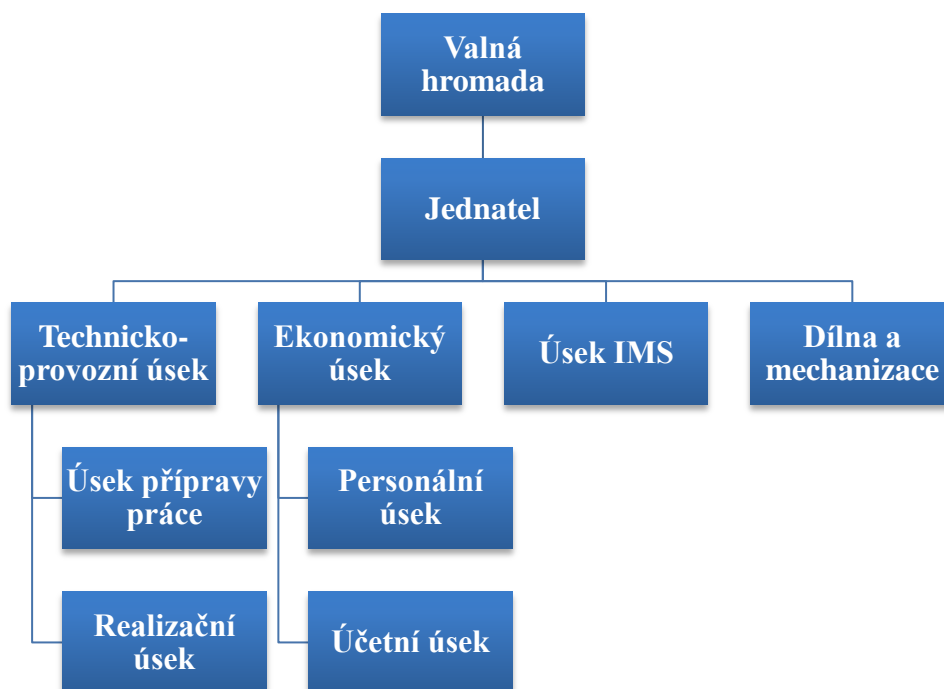 Valná
hromada
Jednatel
Technicko-
provozní úsek
Ekonomický
úsek
Úsek IMS
Dílna a
mechanizace
Úsek přípravy
práce
Personální
úsek
Realizační
úsek
Účetní úsek